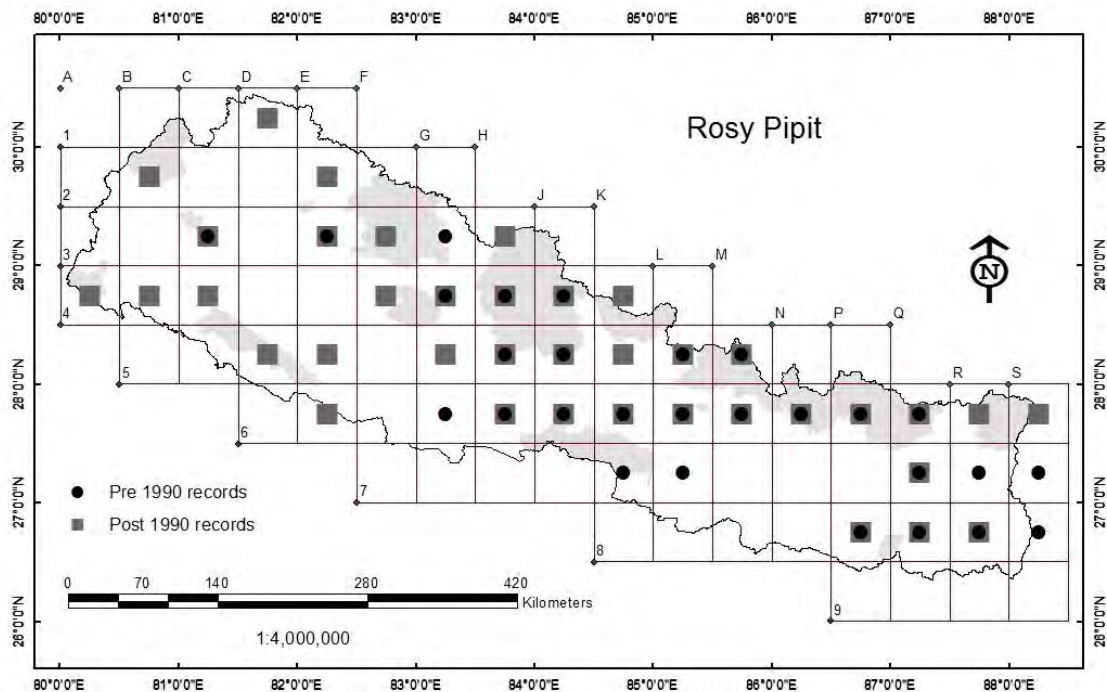 80°0'0"E 81°0'0"E 82°0'0"E 83°0'0"E 84°0'0"E 85°0'0"E 86°0'0"E 87°0'0"E 88°0'0"E
A B C D E F
Rosy Pipit
1 G H
30°0'0"N 30°0'0"N
2 J K
3 L M
29°0'0"N 29°0'0"N
N
4 N P Q
5 R S
28°0'0"N 28°0'0"N
6
7
Pre 1990 records
Post 1990 records
27°0'0"N 27°0'0"N
8
0 70 140 280 420
Kilometers
9
1:4,000,000
26°0'0"N 26°0'0"N
80°0'0"E 81°0'0"E 82°0'0"E 83°0'0"E 84°0'0"E 85°0'0"E 86°0'0"E 87°0'0"E 88°0'0"E